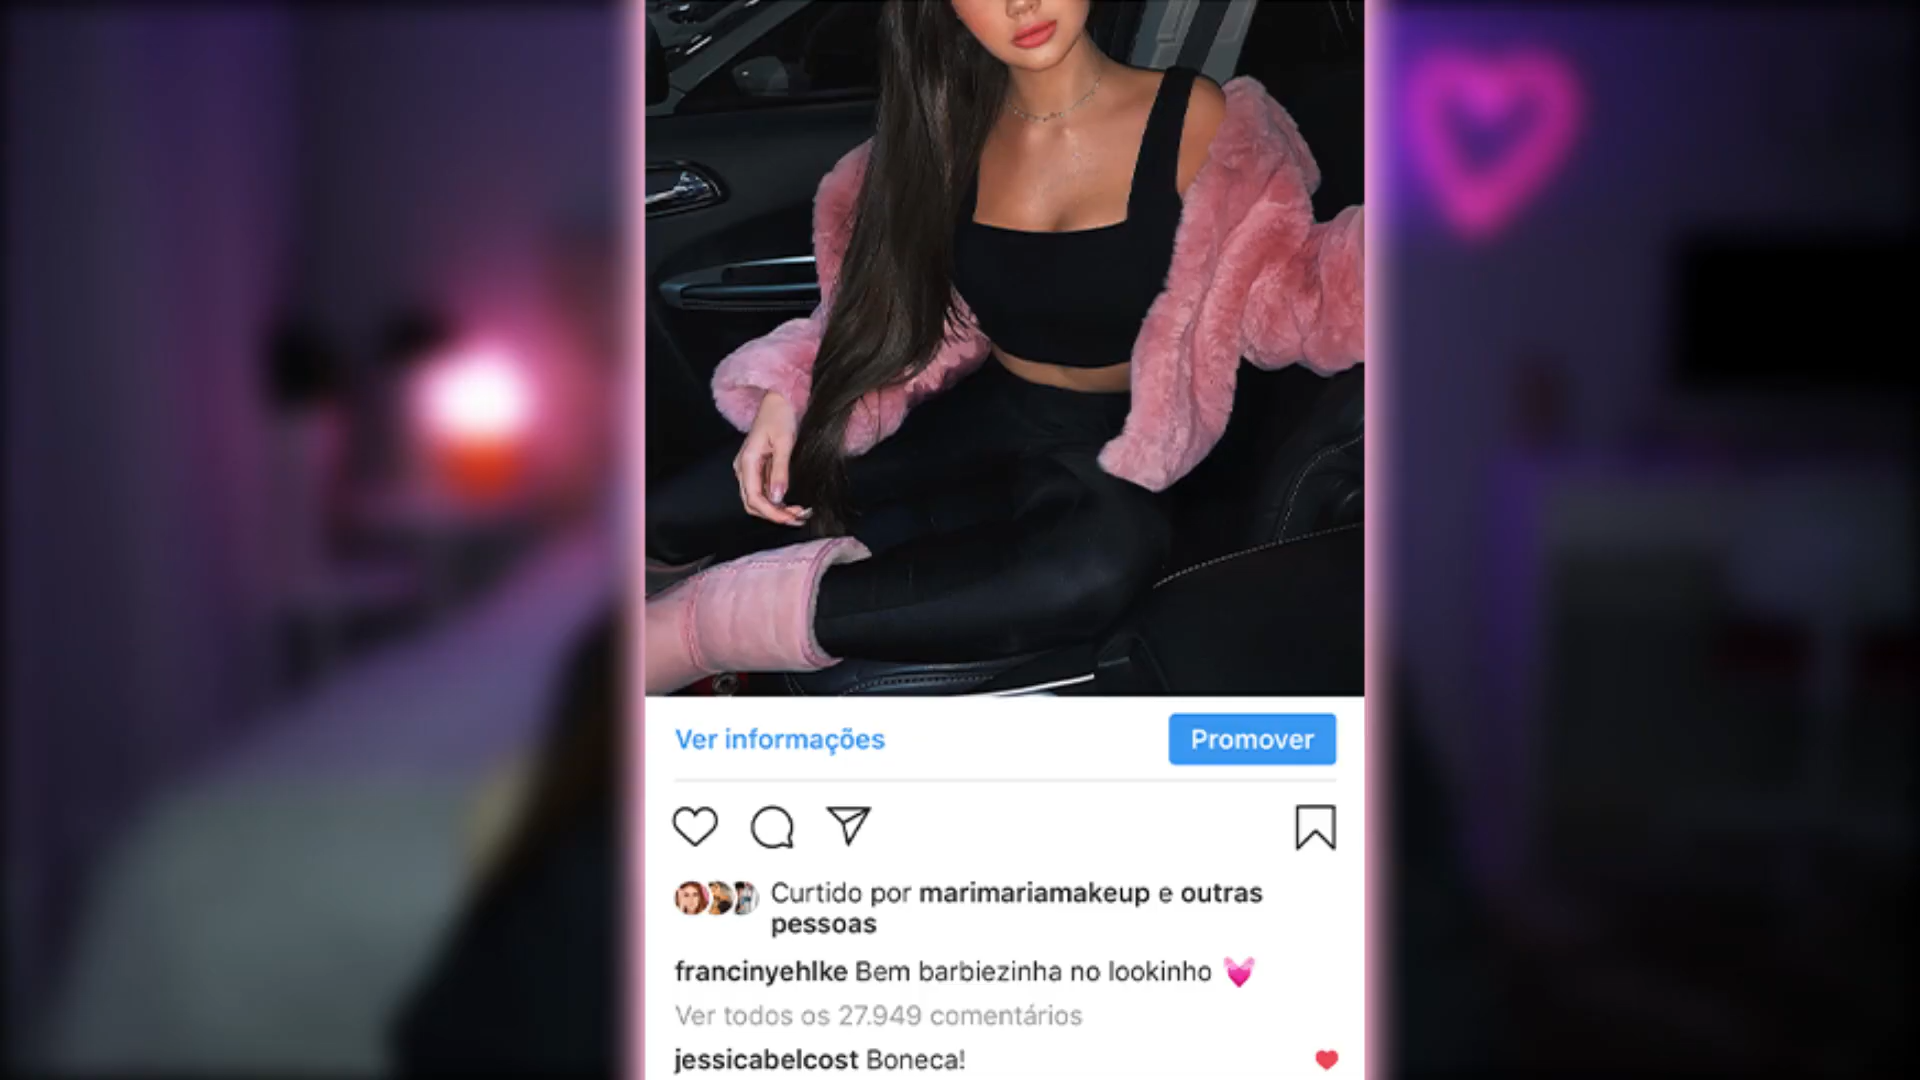 Ver informações
Promover
Curtido por marimariamakeup e outras
pessoas
francinyehlke Bem barbiezinha no lookinho
Ver todos os 27.949 comentários
jessicabelcost Boneca!